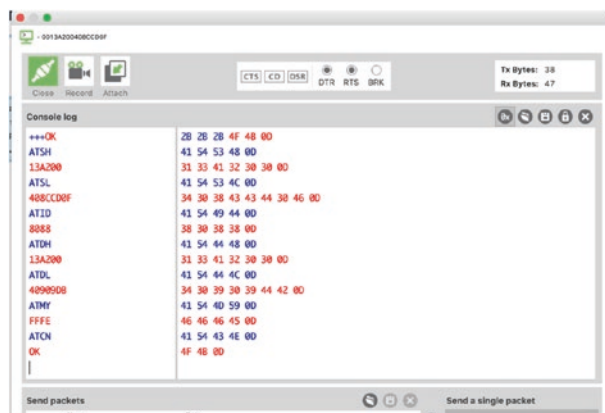 - 0013A200408CCD0F
Close Record Attach
CTS CD DSR DTR RTS BRK
Tx Bytes: 38
Rx Bytes: 47
Console log
+++OK 2B 2B 2B 4F 4B 0D
ATSH 41 54 53 48 0D
13A200 31 33 41 32 30 30 0D
ATSL 41 54 53 4C 0D
408CCD0F 34 30 38 43 43 44 30 46 0D
ATID 41 54 49 44 0D
8088 38 30 38 38 0D
ATDH 41 54 44 48 0D
13A200 31 33 41 32 30 30 0D
ATDL 41 54 44 4C 0D
40909DB 34 30 39 30 39 44 42 0D
ATMY 41 54 4D 59 0D
FFFE 46 46 46 45 0D
ATCN 41 54 43 4E 0D
OK 4F 4B 0D
Send packets
Send a single packet